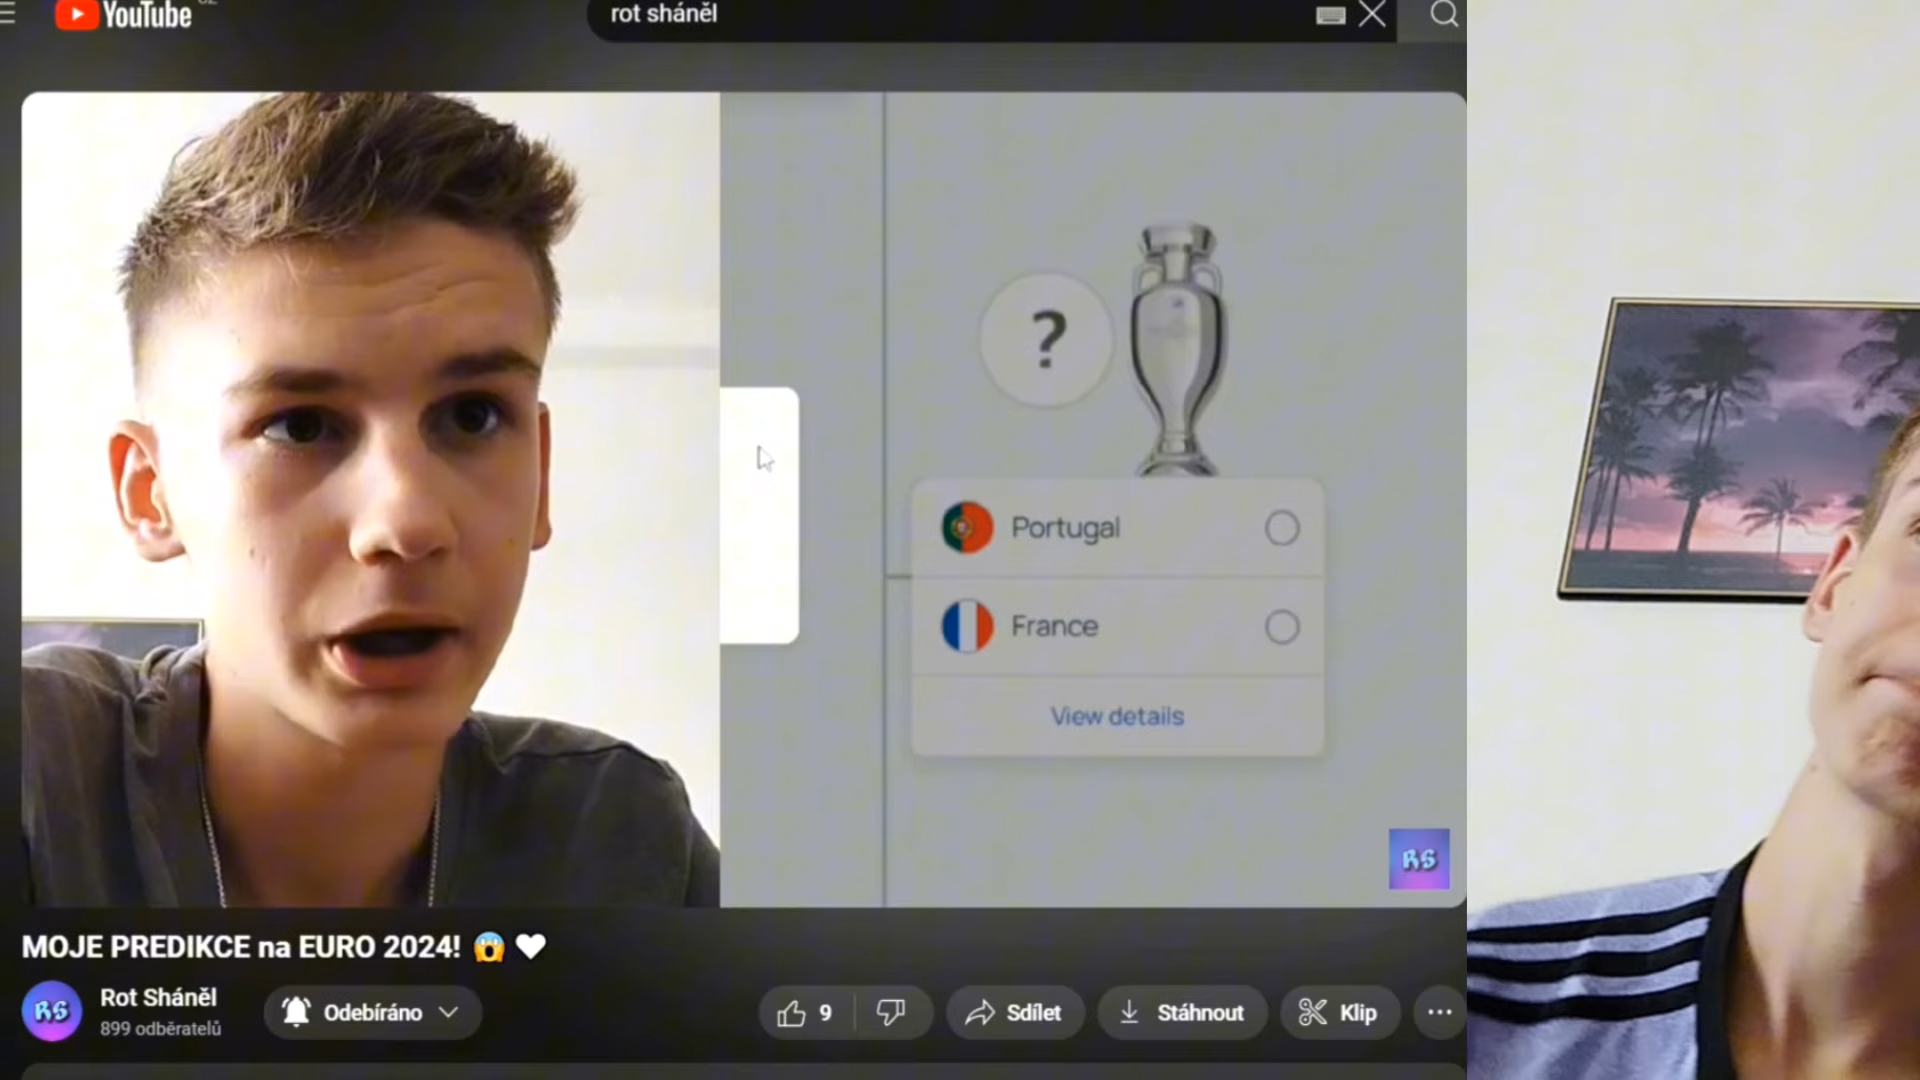 YouTube
CZ
rot sháněl
?
Portugal
France
View details
RS
MOJE PREDIKCE na EURO 2024! 😱🤍
RS
Rot Sháněl
899 odběratelů
Odebíráno
9
Sdílet
Stáhnout
Klip